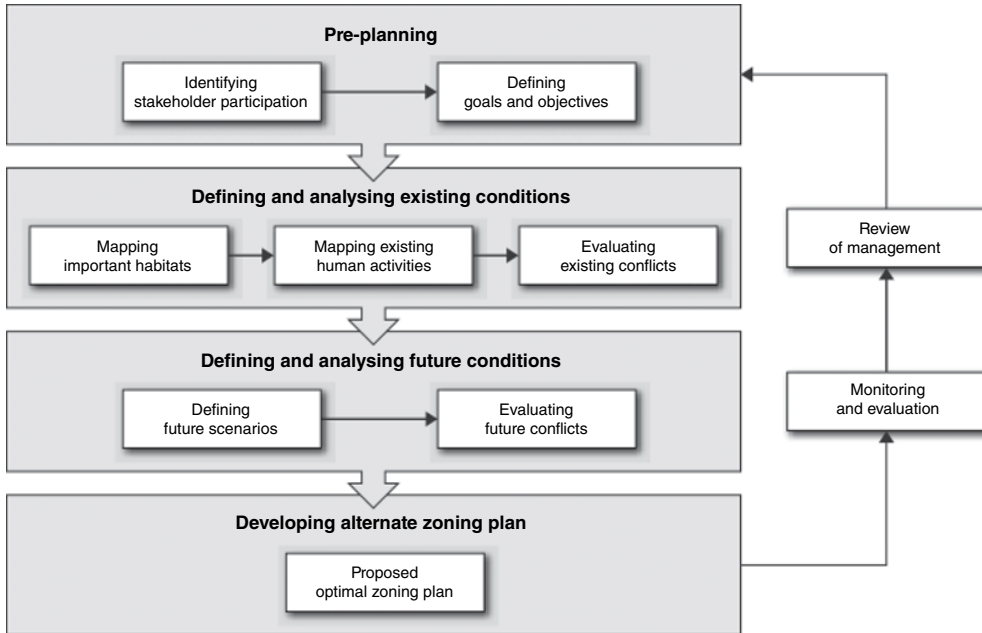 Pre-planning
Identifying
stakeholder participation
Defining
goals and objectives
Defining and analysing existing conditions
Mapping
important habitats
Mapping existing
human activities
Evaluating
existing conflicts
Defining and analysing future conditions
Defining
future scenarios
Evaluating
future conflicts
Developing alternate zoning plan
Proposed
optimal zoning plan
Monitoring
and evaluation
Review
of management